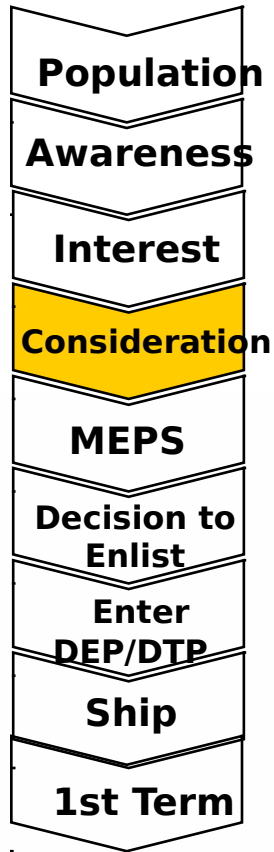 Population
Awareness
Interest
Consideration
MEPS
Decision to
Enlist
Enter
DEP/DTP
Ship
1st Term